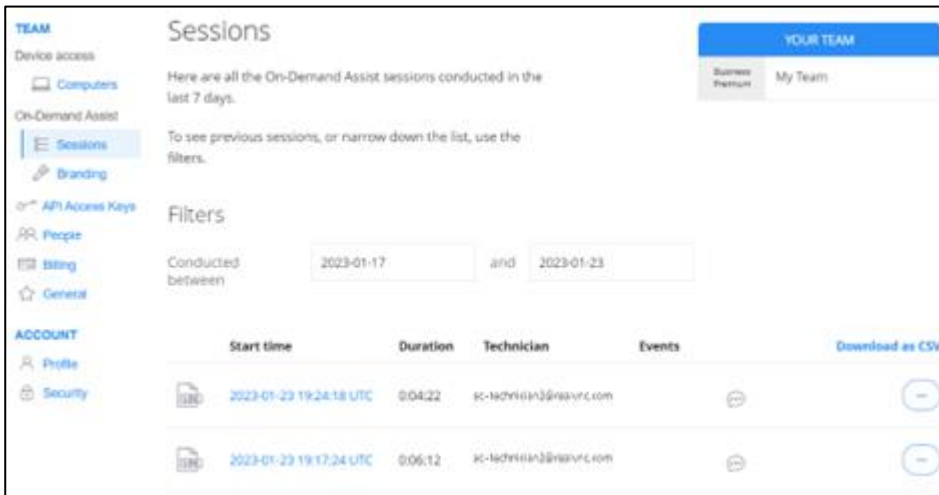 TEAM
Device access
Computers
On-Demand Assist
Sessions
Branding
API Access Keys
People
Billing
General
ACCOUNT
Profile
Security
Sessions
Here are all the On-Demand Assist sessions conducted in the
last 7 days.
To see previous sessions, or narrow down the list, use the
filters.
YOUR TEAM
Business
Premium
My Team
Filters
Conducted
between
2023-01-17
and
2023-01-23
Start time Duration Technician Events Download as CSV
2023-01-23 19:24:18 UTC 0:04:22
2023-01-23 19:17:24 UTC 0:06:12